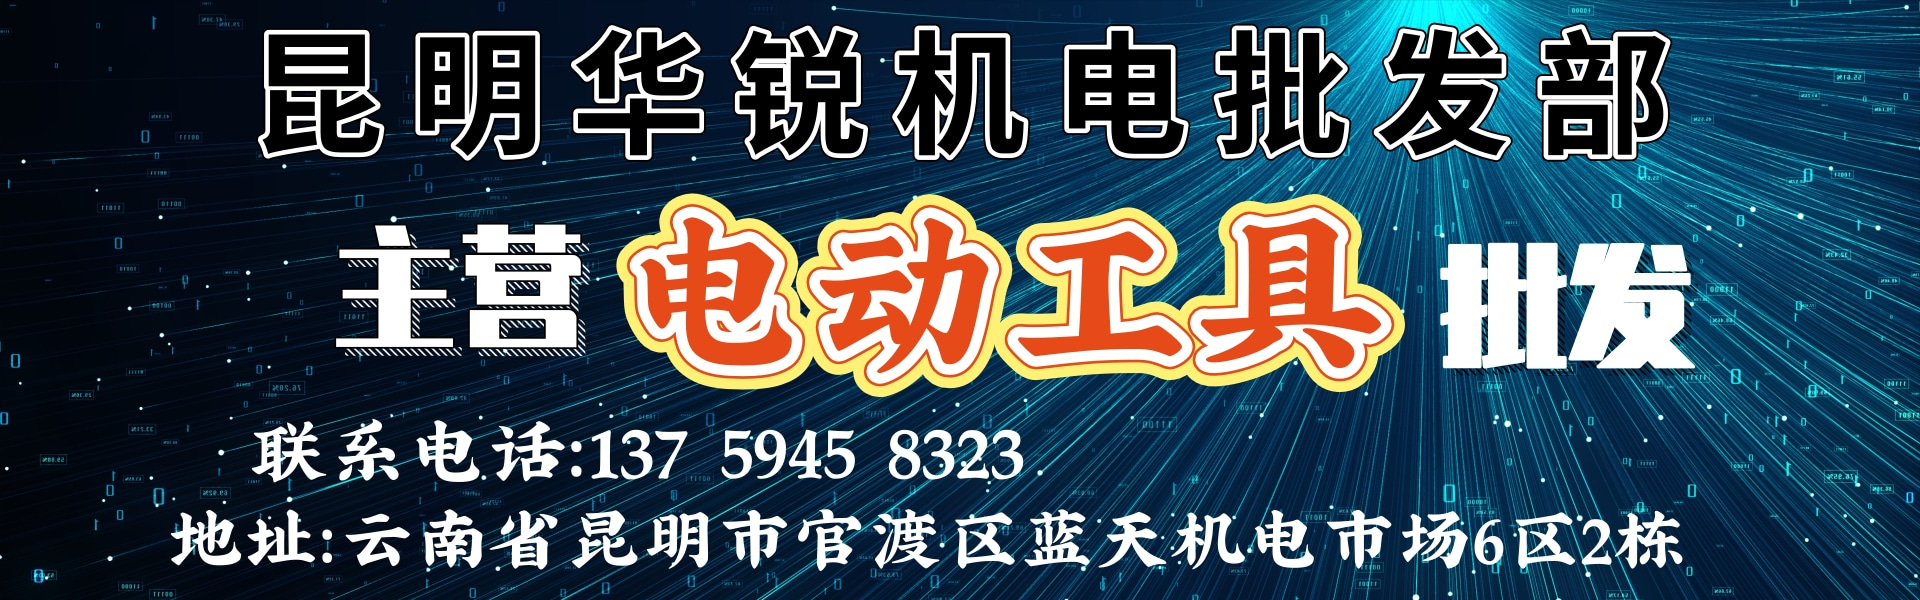 昆明华锐机电批发部
主营 电动工具 批发
联系电话:137 5945 8323
地址:云南省昆明市官渡区蓝天机电市场6区2栋